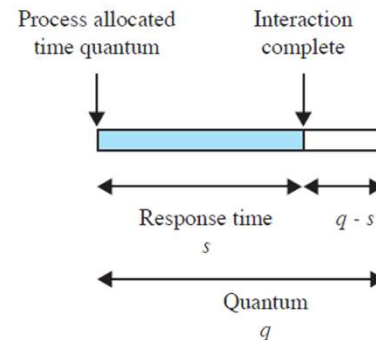 Process allocated
time quantum
Interaction
complete
Response time
s
q - s
Quantum
q